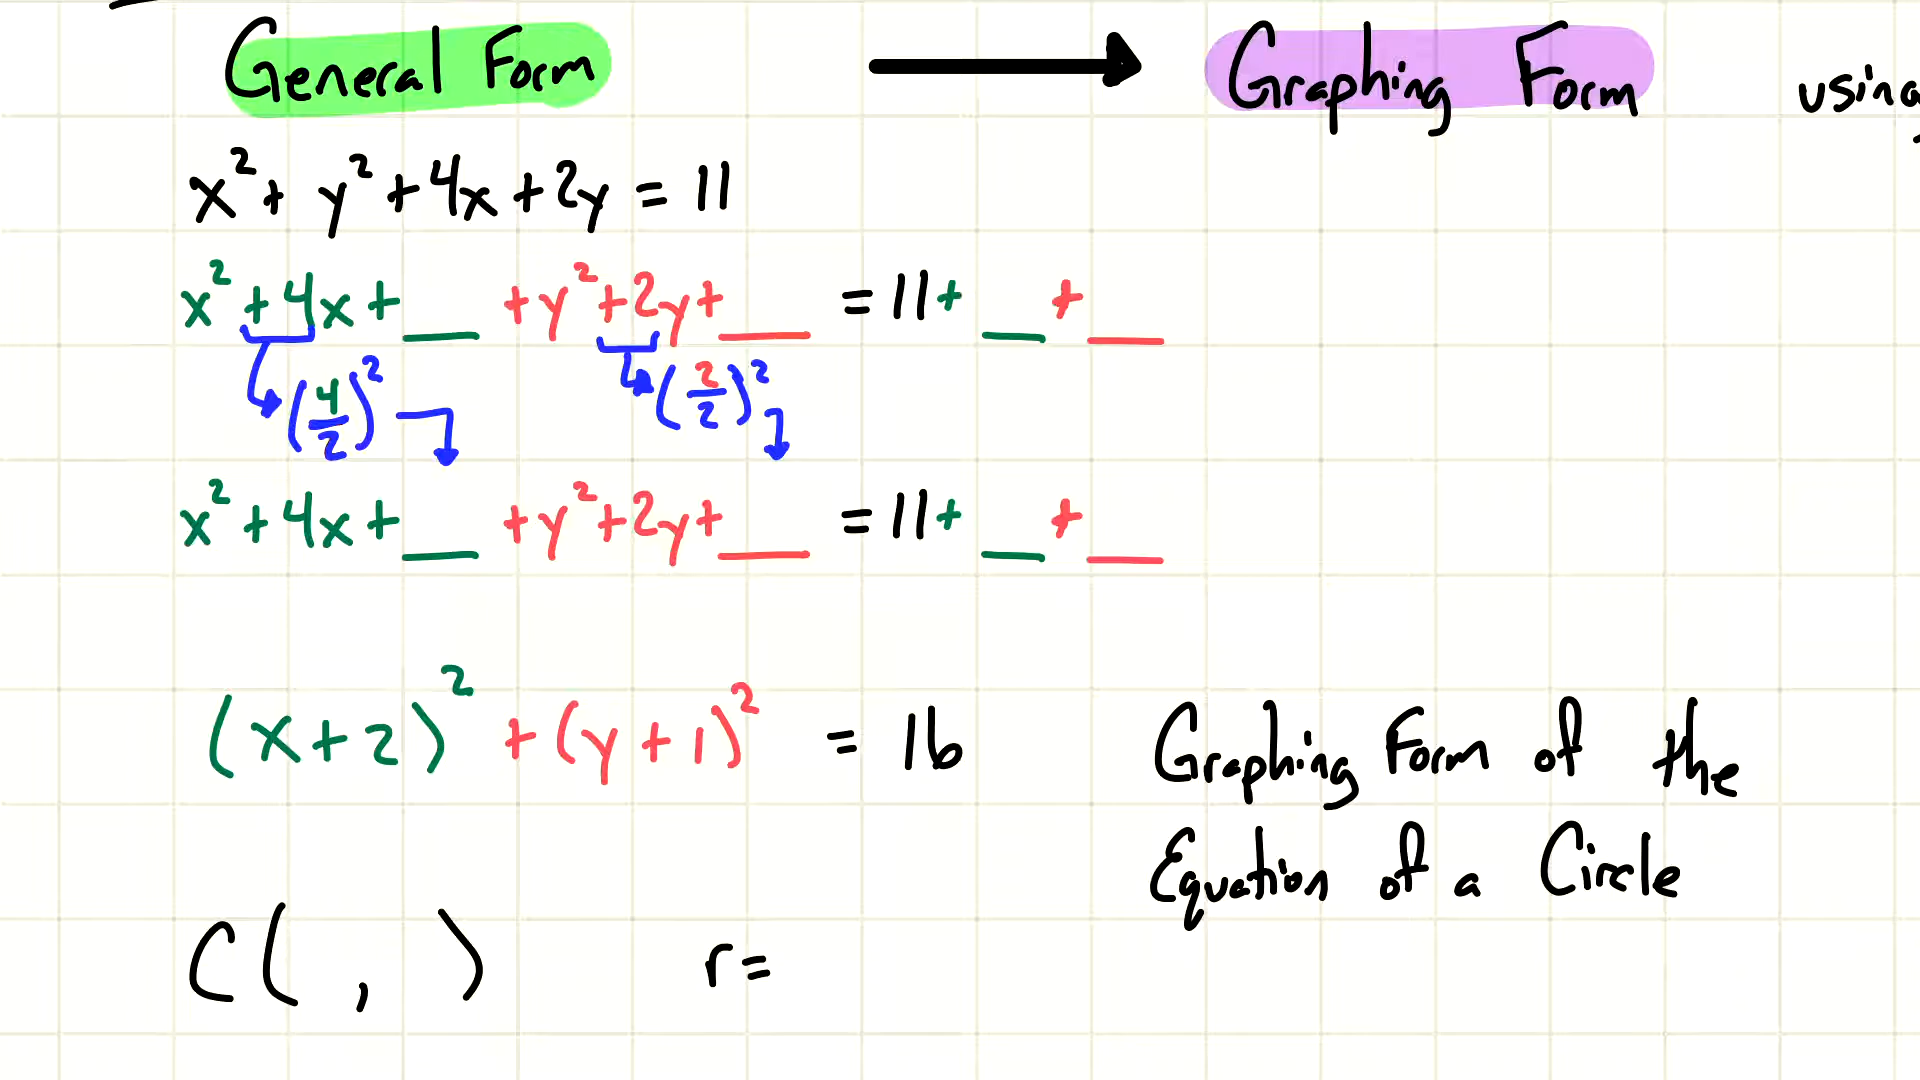 General Form → Graphing Form using
x² + y² + 4x + 2y = 11
x² + 4x + __ + y² + 2y + __ = 11 + __ + __
(4/2)² (2/2)²
x² + 4x + __ + y² + 2y + __ = 11 + __ + __
(x+2)² + (y+1)² = 16
Graphing Form of the
Equation of a Circle
C( , ) r=